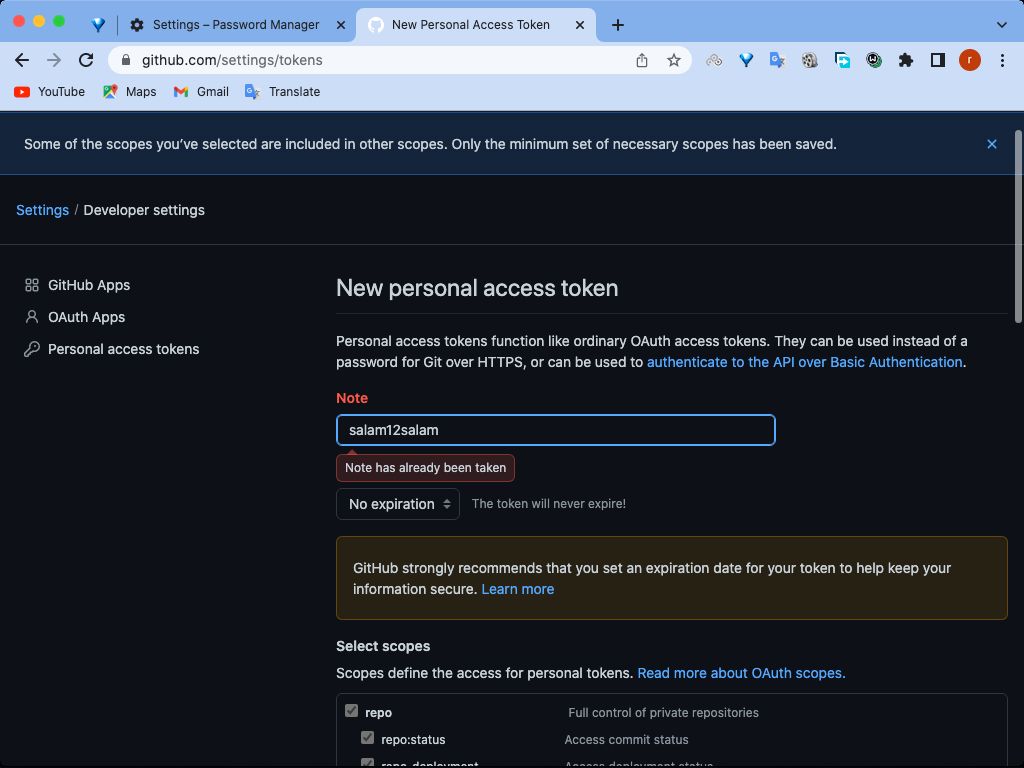 Settings – Password Manager
New Personal Access Token
github.com/settings/tokens
r
YouTube
Maps
Gmail
Translate
Some of the scopes you’ve selected are included in other scopes. Only the minimum set of necessary scopes has been saved.
Settings / Developer settings
GitHub Apps
OAuth Apps
Personal access tokens
New personal access token
Personal access tokens function like ordinary OAuth access tokens. They can be used instead of a
password for Git over HTTPS, or can be used to authenticate to the API over Basic Authentication.
Note
salam12salam
Note has already been taken
No expiration
The token will never expire!
GitHub strongly recommends that you set an expiration date for your token to help keep your
information secure. Learn more
Select scopes
Scopes define the access for personal tokens. Read more about OAuth scopes.
repo Full control of private repositories
repo:status Access commit status
repo_deployment Access deployment status